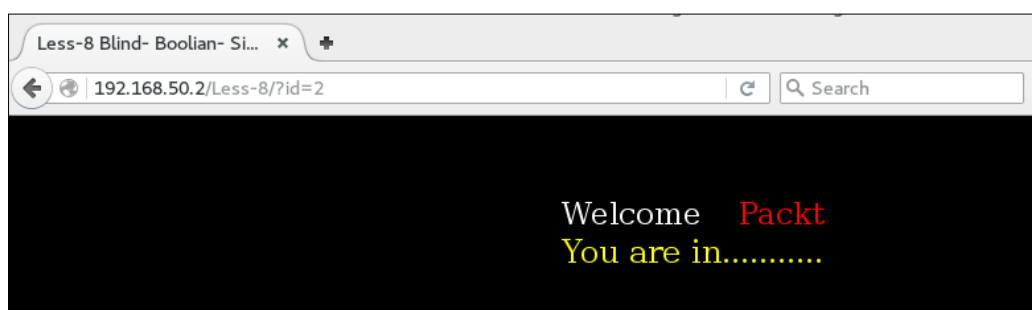 Less-8 Blind- Boolian- Si...
192.168.50.2/Less-8/?id=2
Search
Welcome Packt
You are in...........